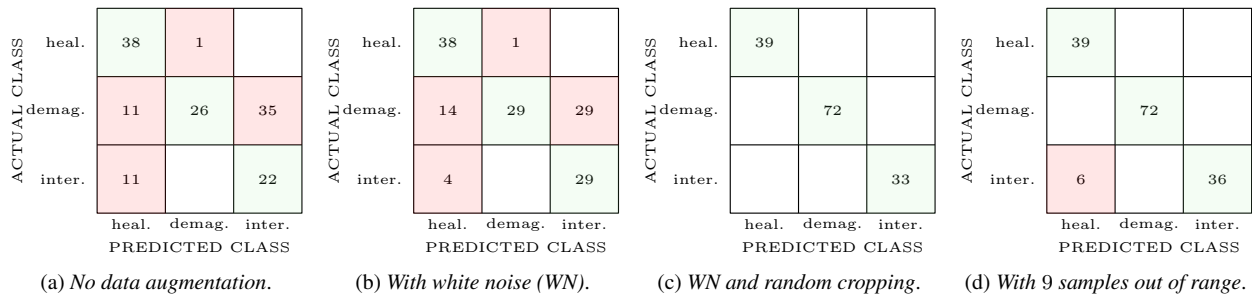 ACTUAL CLASS
heal. 38 1
demag. 11 26 35
inter. 11 22
heal. demag. inter.
PREDICTED CLASS
(a) No data augmentation.
ACTUAL CLASS
heal. 38 1
demag. 14 29 29
inter. 4 29
heal. demag. inter.
PREDICTED CLASS
(b) With white noise (WN).
ACTUAL CLASS
heal. 39
demag. 72
inter. 33
heal. demag. inter.
PREDICTED CLASS
(c) WN and random cropping.
ACTUAL CLASS
heal. 39
demag. 72
inter. 6 36
heal. demag. inter.
PREDICTED CLASS
(d) With 9 samples out of range.